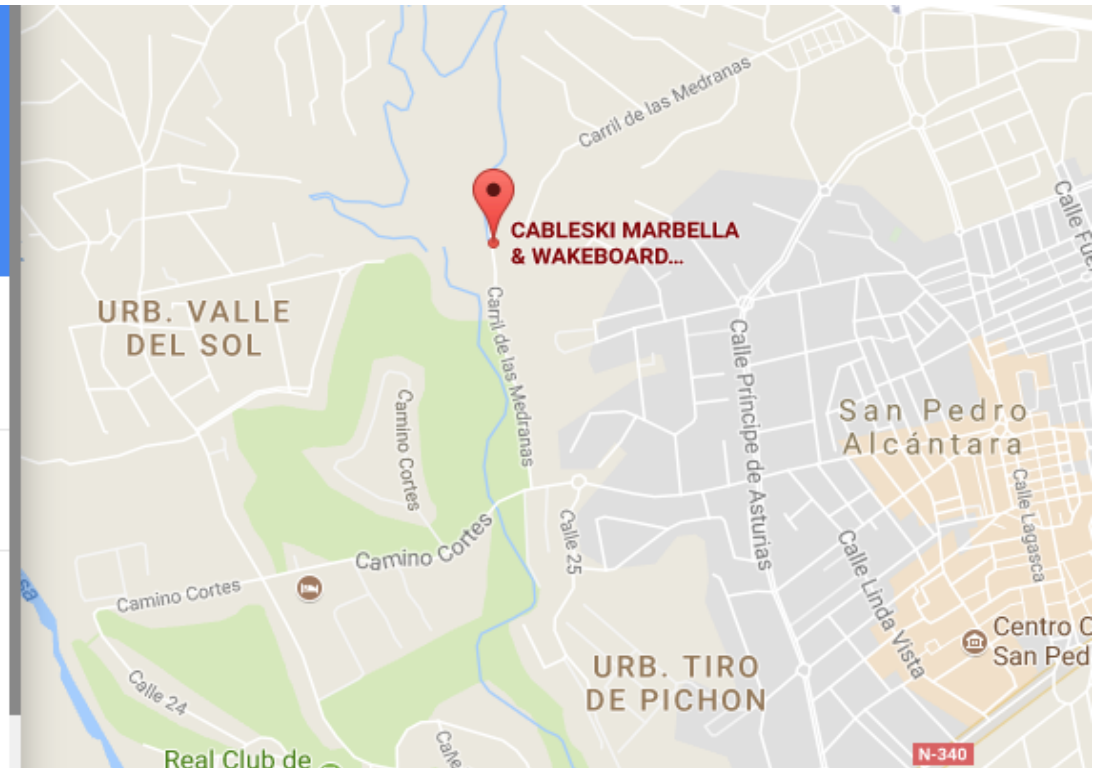 Carril de las Medranas
CABLESKI MARBELLA
& WAKEBOARD...
URB. VALLE
DEL SOL
Carril de las Medranas
Calle Príncipe de Asturias
San Pedro
Alcántara
Camino Cortes
Calle Lagasca
Camino Cortes
Calle 25
Calle Linda Vista
Camino Cortes
Centro C
San Ped
URB. TIRO
DE PICHON
Calle 24
Real Club de
N-340